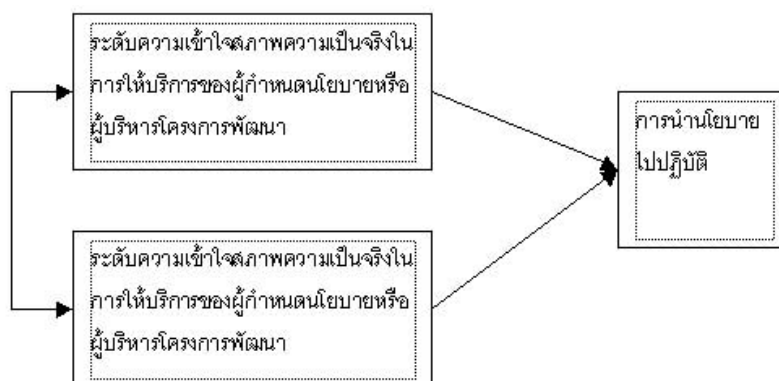 ระดับความเข้าใจสภาพความเป็นจริงใน
การให้บริการของผู้กำหนดนโยบายหรือ
ผู้บริหารโครงการพัฒนา
การนำนโยบาย
ไปปฏิบัติ
ระดับความเข้าใจสภาพความเป็นจริงใน
การให้บริการของผู้กำหนดนโยบายหรือ
ผู้บริหารโครงการพัฒนา